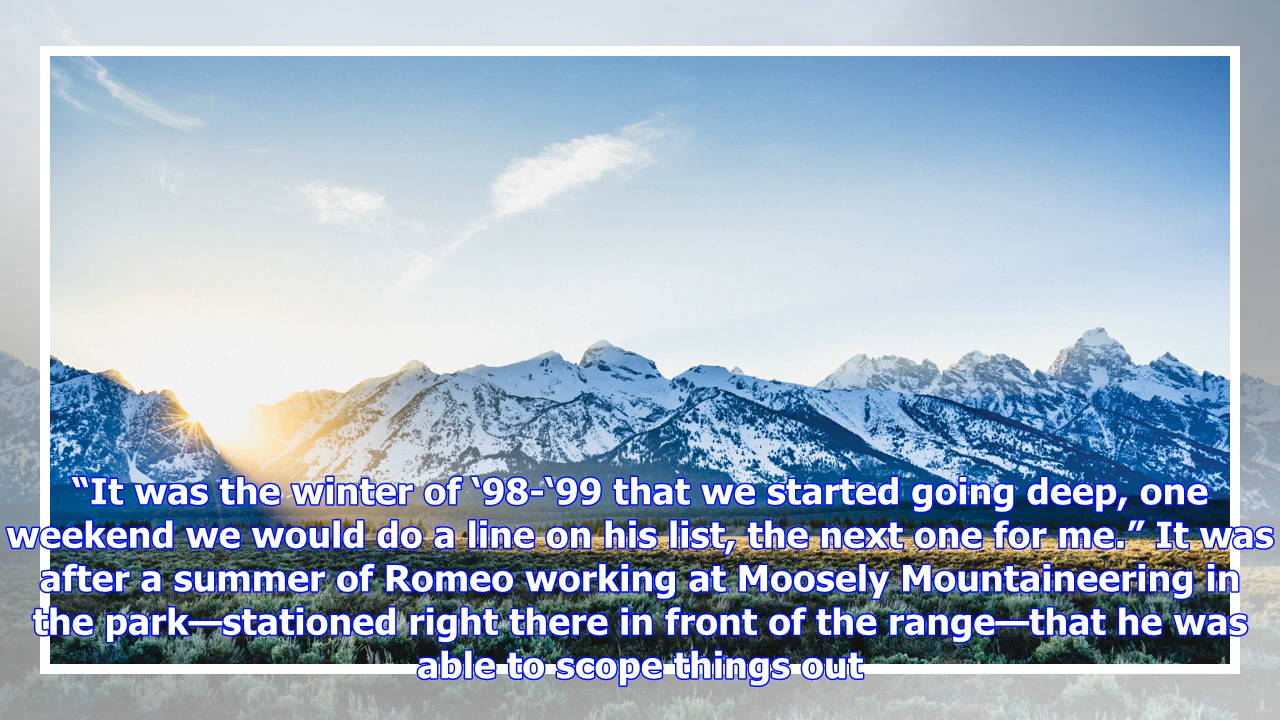 “It was the winter of ‘98-‘99 that we started going deep, one
weekend we would do a line on his list, the next one for me.” It was
after a summer of Romeo working at Moosely Mountaineering in
the park—stationed right there in front of the range—that he was
able to scope things out